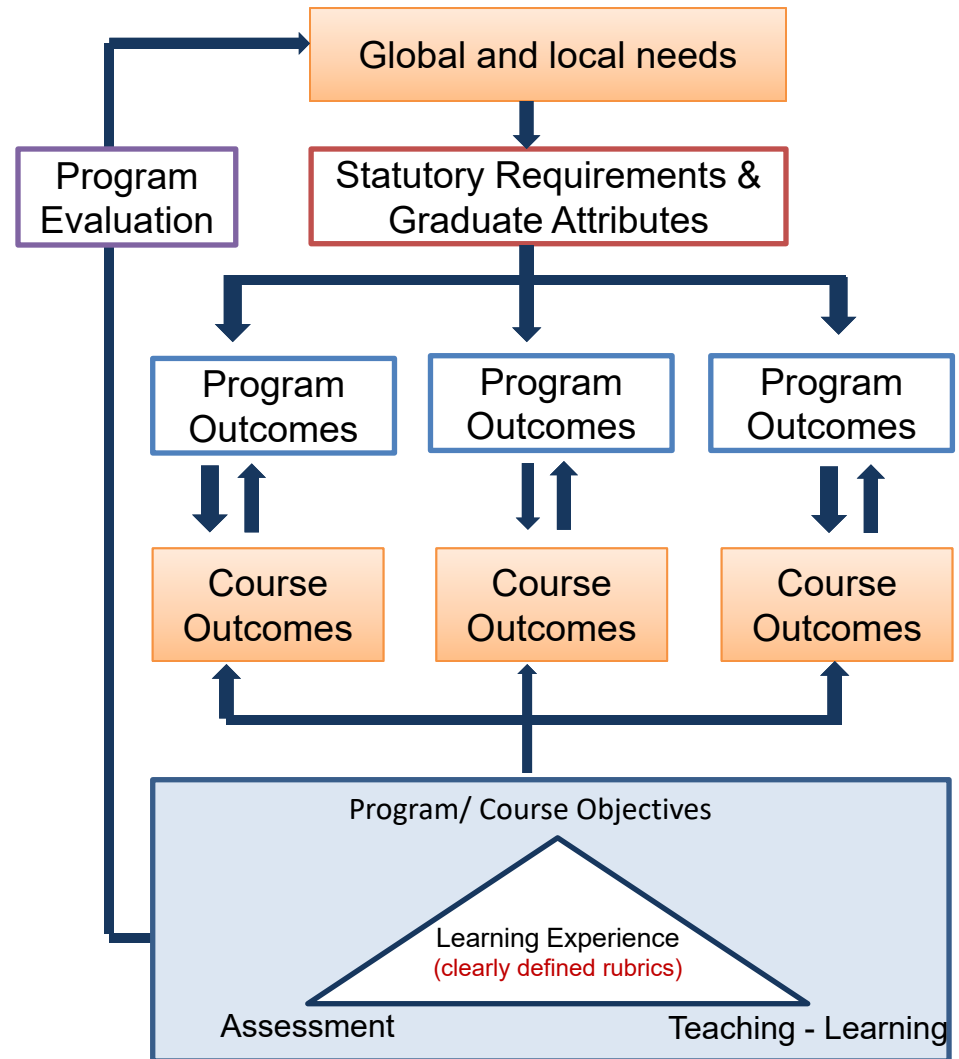 Global and local needs
Program
Evaluation
Statutory Requirements &
Graduate Attributes
Program
Outcomes
Program
Outcomes
Program
Outcomes
Course
Outcomes
Course
Outcomes
Course
Outcomes
Program/ Course Objectives
Learning Experience
(clearly defined rubrics)
Assessment
Teaching - Learning